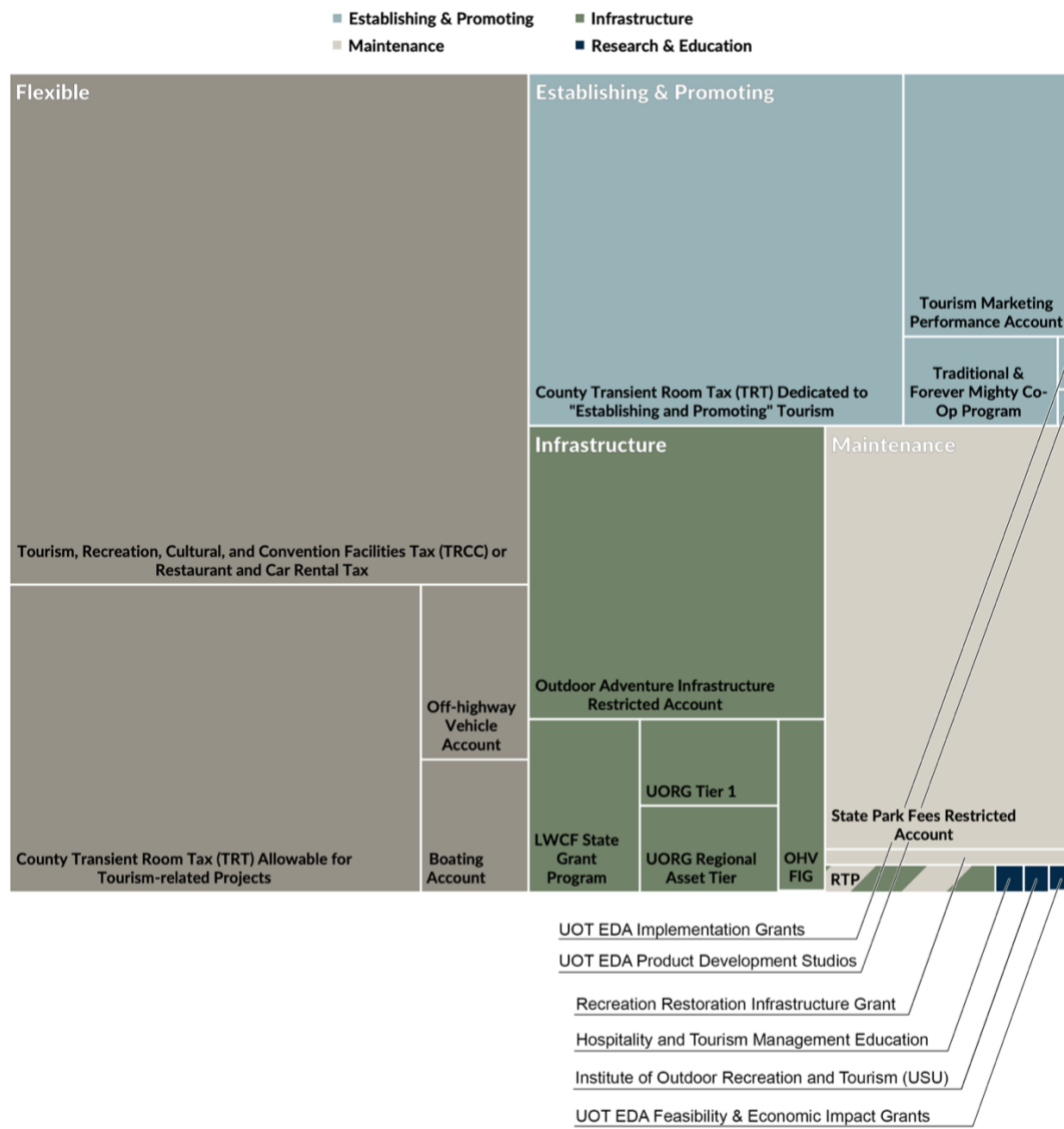 Establishing & Promoting
Infrastructure
Maintenance
Research & Education
Flexible
Establishing & Promoting
Tourism Marketing
Performance Account
Traditional &
Forever Mighty Co-
Op Program
County Transient Room Tax (TRT) Dedicated to
"Establishing and Promoting" Tourism
Infrastructure
Maintenance
Tourism, Recreation, Cultural, and Convention Facilities Tax (TRCC) or
Restaurant and Car Rental Tax
Outdoor Adventure Infrastructure
Restricted Account
Off-highway
Vehicle
Account
UORG Tier 1
State Park Fees Restricted
Account
County Transient Room Tax (TRT) Allowable for
Tourism-related Projects
Boating
Account
LWCF State
Grant
Program
UORG Regional
Asset Tier
OHV
FIG
RTP
UOT EDA Implementation Grants
UOT EDA Product Development Studios
Recreation Restoration Infrastructure Grant
Hospitality and Tourism Management Education
Institute of Outdoor Recreation and Tourism (USU)
UOT EDA Feasibility & Economic Impact Grants